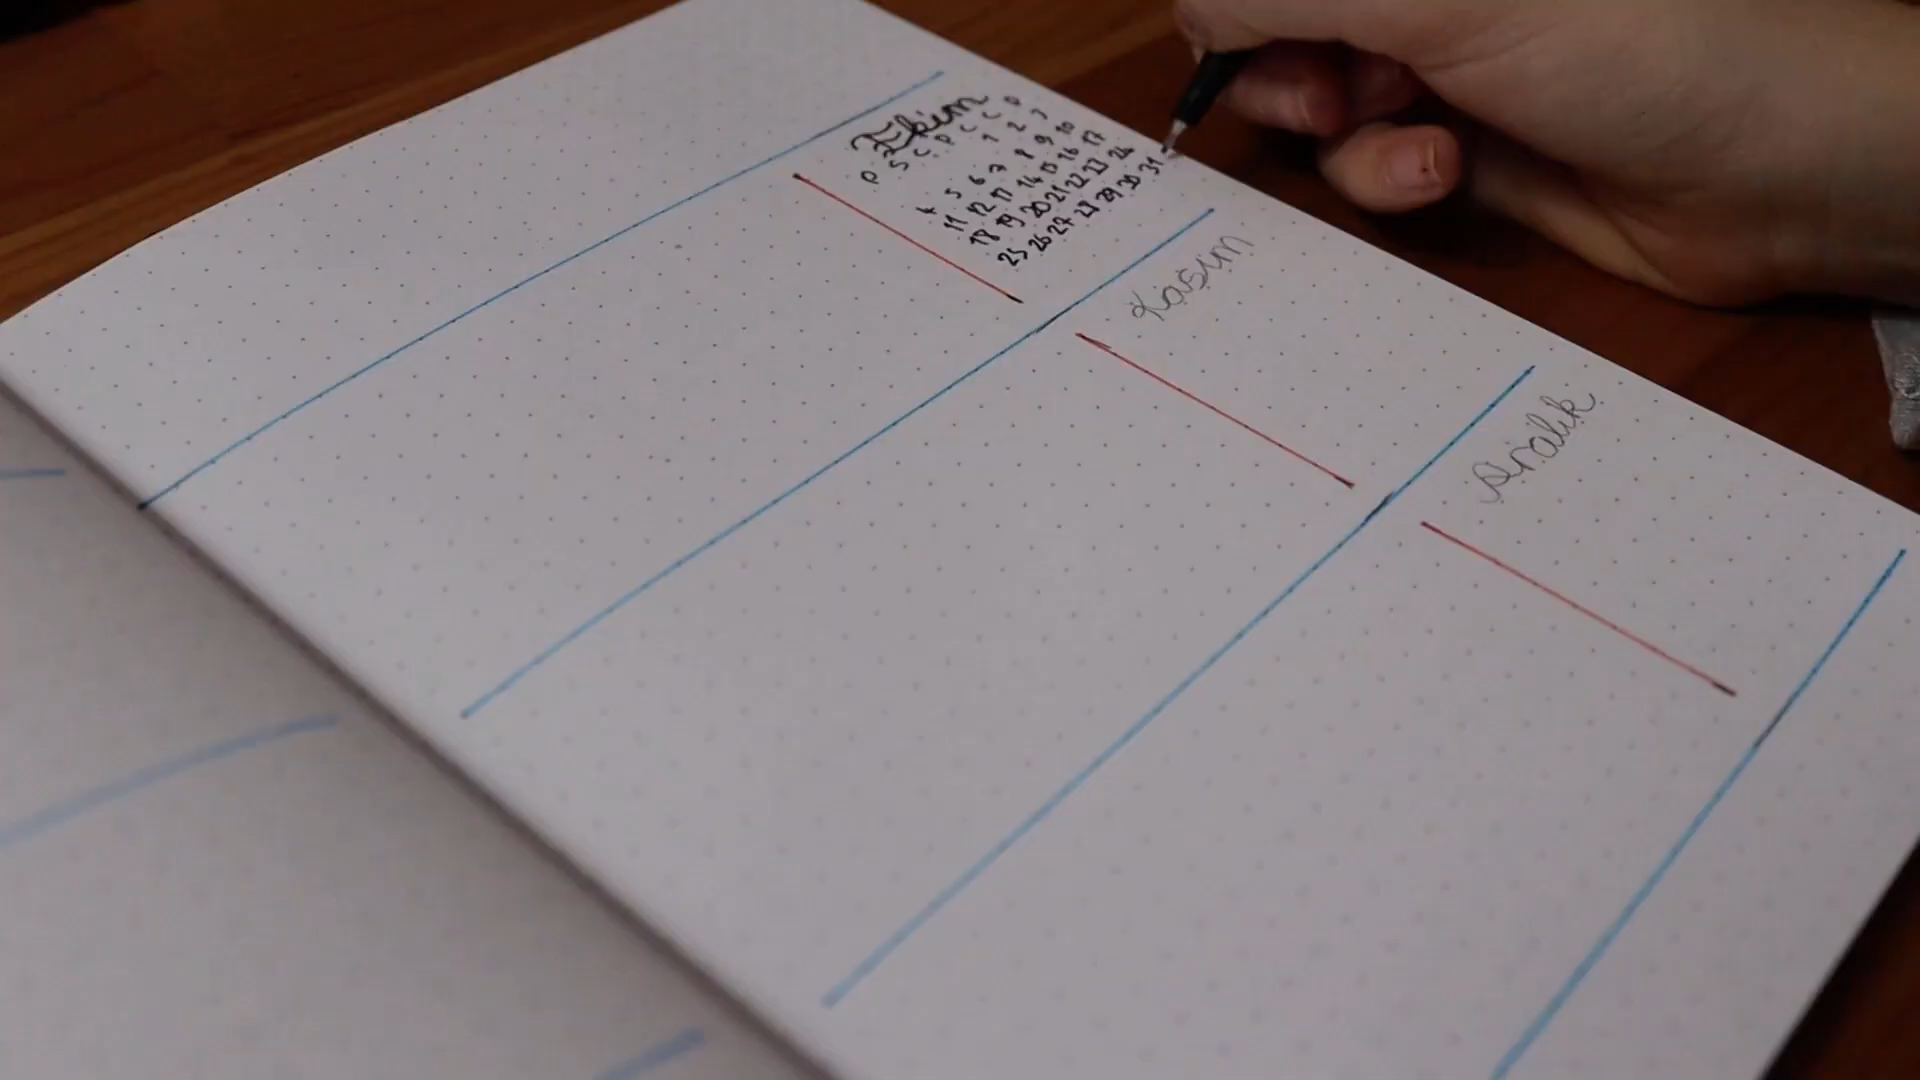 Ekim
P S Ç P C C P
1 2 3
4 5 6 7 8 9 10
11 12 13 14 15 16 17
18 19 20 21 22 23 24
25 26 27 28 29 30 31
Kasım
Aralık